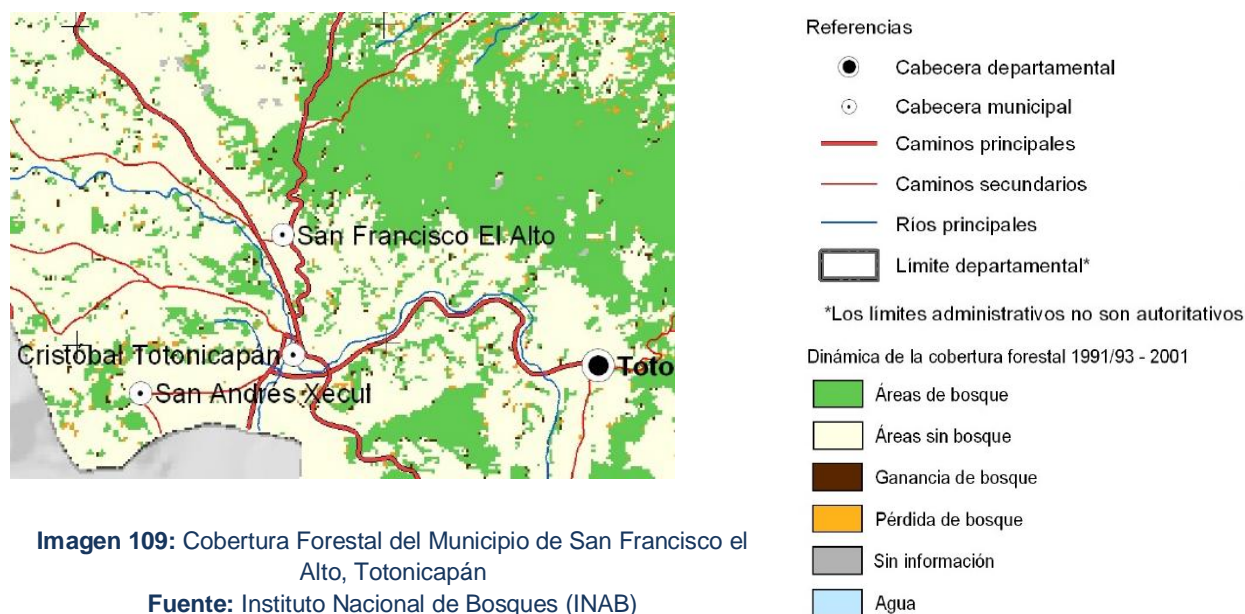 San Francisco El Alto
Cristóbal Totonicapán
San Andrés Xecul
Toto
Imagen 109: Cobertura Forestal del Municipio de San Francisco el
Alto, Totonicapán
Fuente: Instituto Nacional de Bosques (INAB)
Referencias
Cabecera departamental
Cabecera municipal
Caminos principales
Caminos secundarios
Ríos principales
Límite departamental*
*Los límites administrativos no son autoritativos
Dinámica de la cobertura forestal 1991/93 - 2001
Áreas de bosque
Áreas sin bosque
Ganancia de bosque
Pérdida de bosque
Sin información
Agua